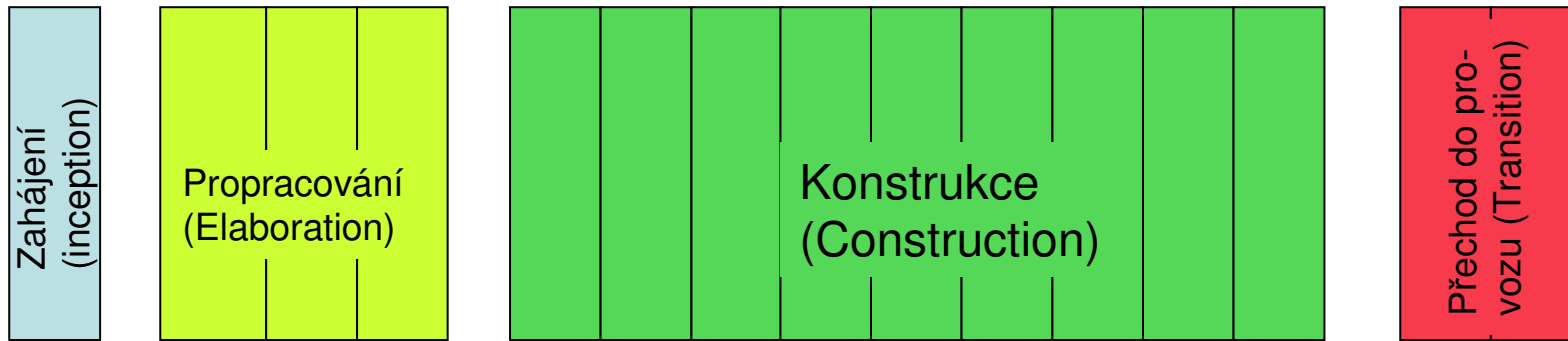 Zahájení
(inception)
Propracování
(Elaboration)
Konstrukce
(Construction)
Přechod do pro-
vozu (Transition)